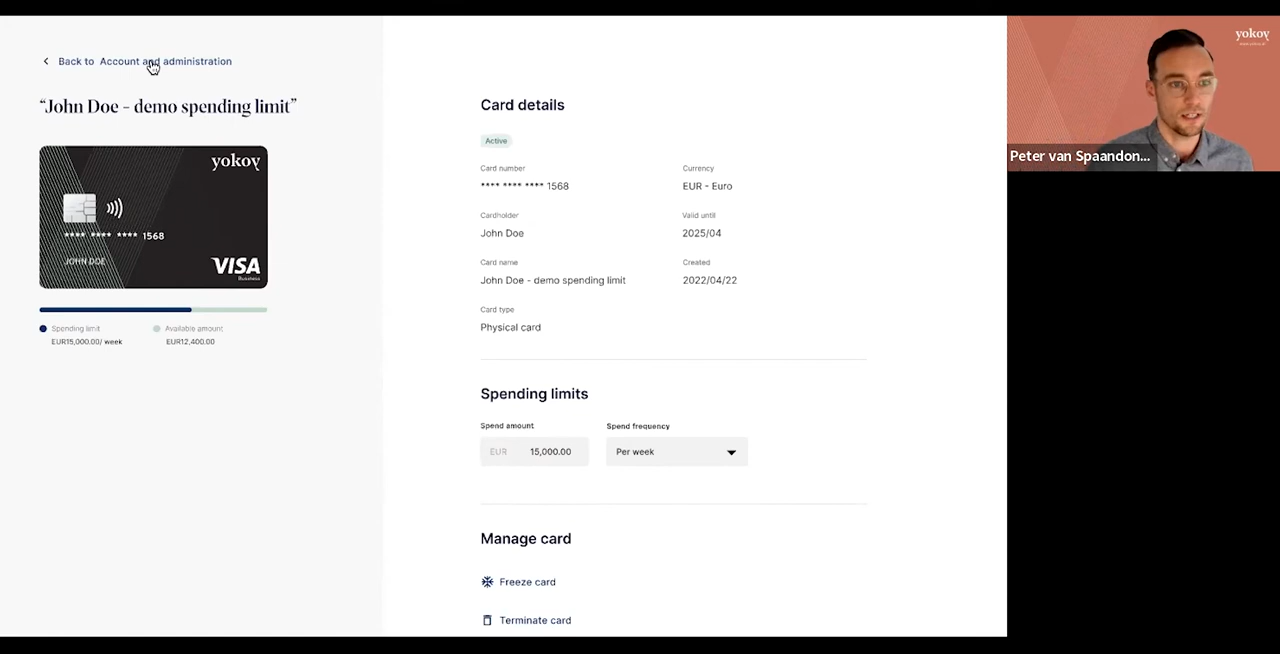 Back to Account and administration
“John Doe - demo spending limit”
yokoy
**** **** **** 1568
JOHN DOE
VISA
Business
Spending limit
EUR15,000.00/ week
Available amount
EUR12,400.00
Card details
Active
Card number
**** **** **** 1568
Currency
EUR - Euro
Cardholder
John Doe
Valid until
2025/04
Card name
John Doe - demo spending limit
Created
2022/04/22
Card type
Physical card
Spending limits
Spend amount
EUR 15,000.00
Spend frequency
Per week
Manage card
Freeze card
Terminate card
yokoy
Peter van Spaandon...